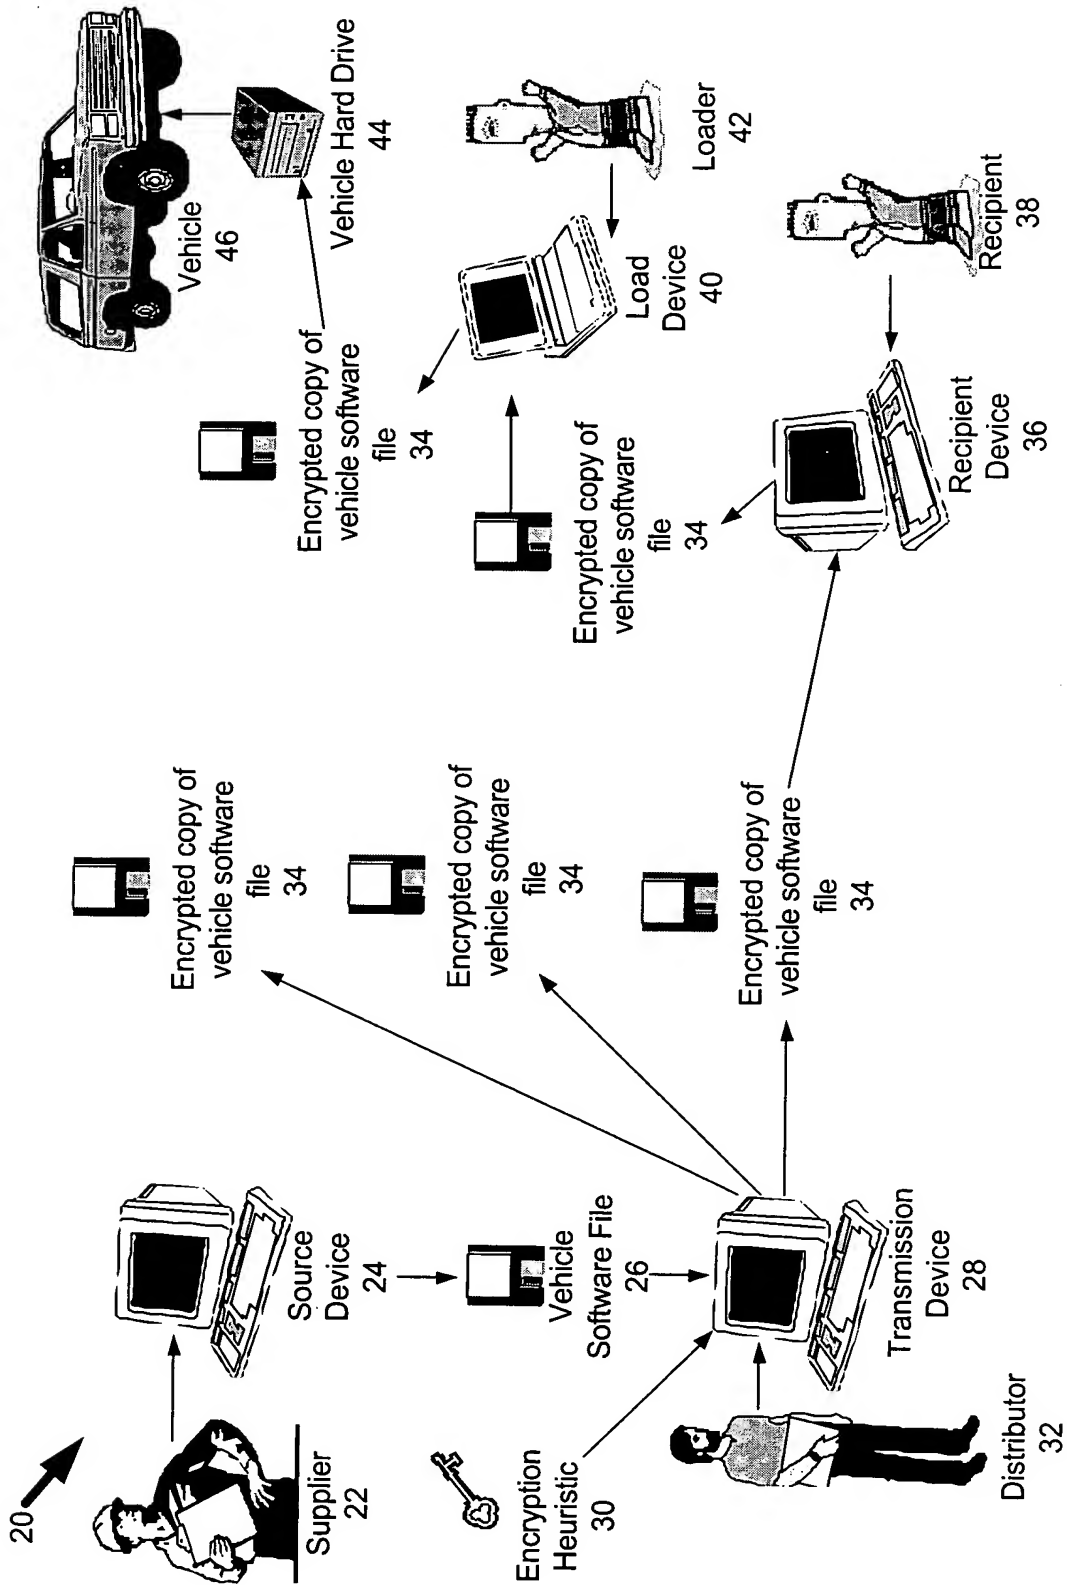 20
Supplier
22
Source
Device
24
Encryption
Heuristic
30
Vehicle
Software File
26
Distributor
32
Transmission
Device
28
Encrypted copy of
vehicle software
file 34
Encrypted copy of
vehicle software
file 34
Encrypted copy of
vehicle software
file
34
Recipient
Device
36
Recipient
38
Encrypted copy of
vehicle software
file
34
Load
Device
40
Loader
42
Encrypted copy of
vehicle software
file
34
Vehicle Hard Drive
44
Vehicle
46